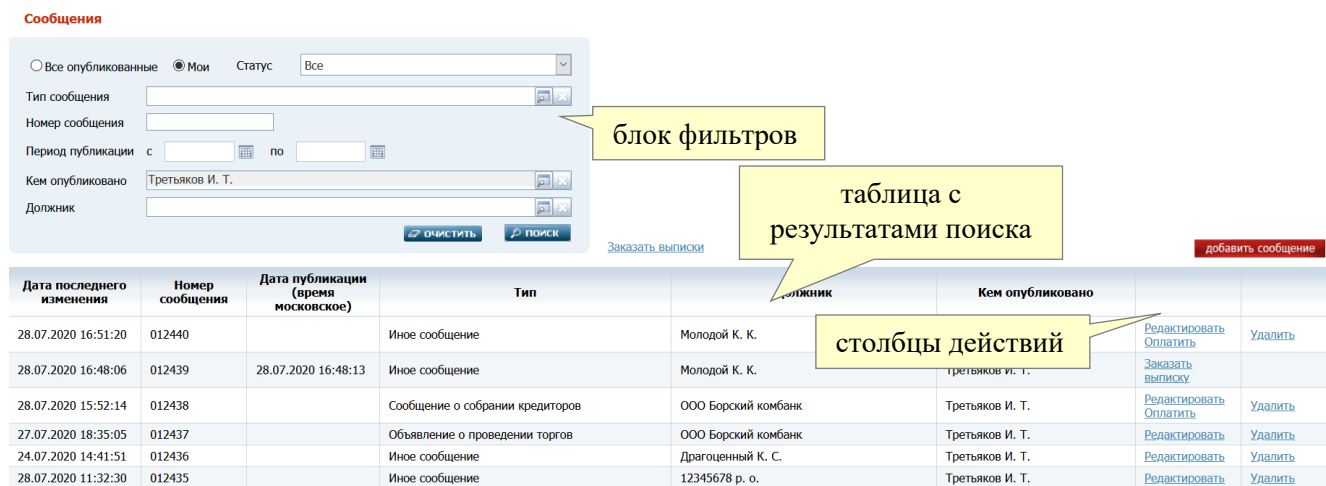 Сообщения
Все опубликованные Мои Статус Все
Тип сообщения
Номер сообщения
Период публикации с по
Кем опубликовано Третьяков И. Т.
Должник
очистить поиск
блок фильтров
таблица с
результатами поиска
Заказать выписки
добавить сообщение
Дата последнего
изменения
Номер
сообщения
Дата публикации
(время
московское)
Тип
олжник
Кем опубликовано
столбцы действий
28.07.2020 16:51:20 012440 Иное сообщение Молодой К. К. Редактировать
Оплатить Удалить
28.07.2020 16:48:06 012439 28.07.2020 16:48:13 Иное сообщение Молодой К. К. Третьяков И. Т. Заказать
выписку
28.07.2020 15:52:14 012438 Сообщение о собрании кредиторов ООО Борский комбанк Третьяков И. Т. Редактировать
Оплатить Удалить
27.07.2020 18:35:05 012437 Объявление о проведении торгов ООО Борский комбанк Третьяков И. Т. Редактировать Удалить
24.07.2020 14:41:51 012436 Иное сообщение Драгоценный К. С. Третьяков И. Т. Редактировать Удалить
28.07.2020 11:32:30 012435 Иное сообщение 12345678 р. о. Третьяков И. Т. Редактировать Удалить